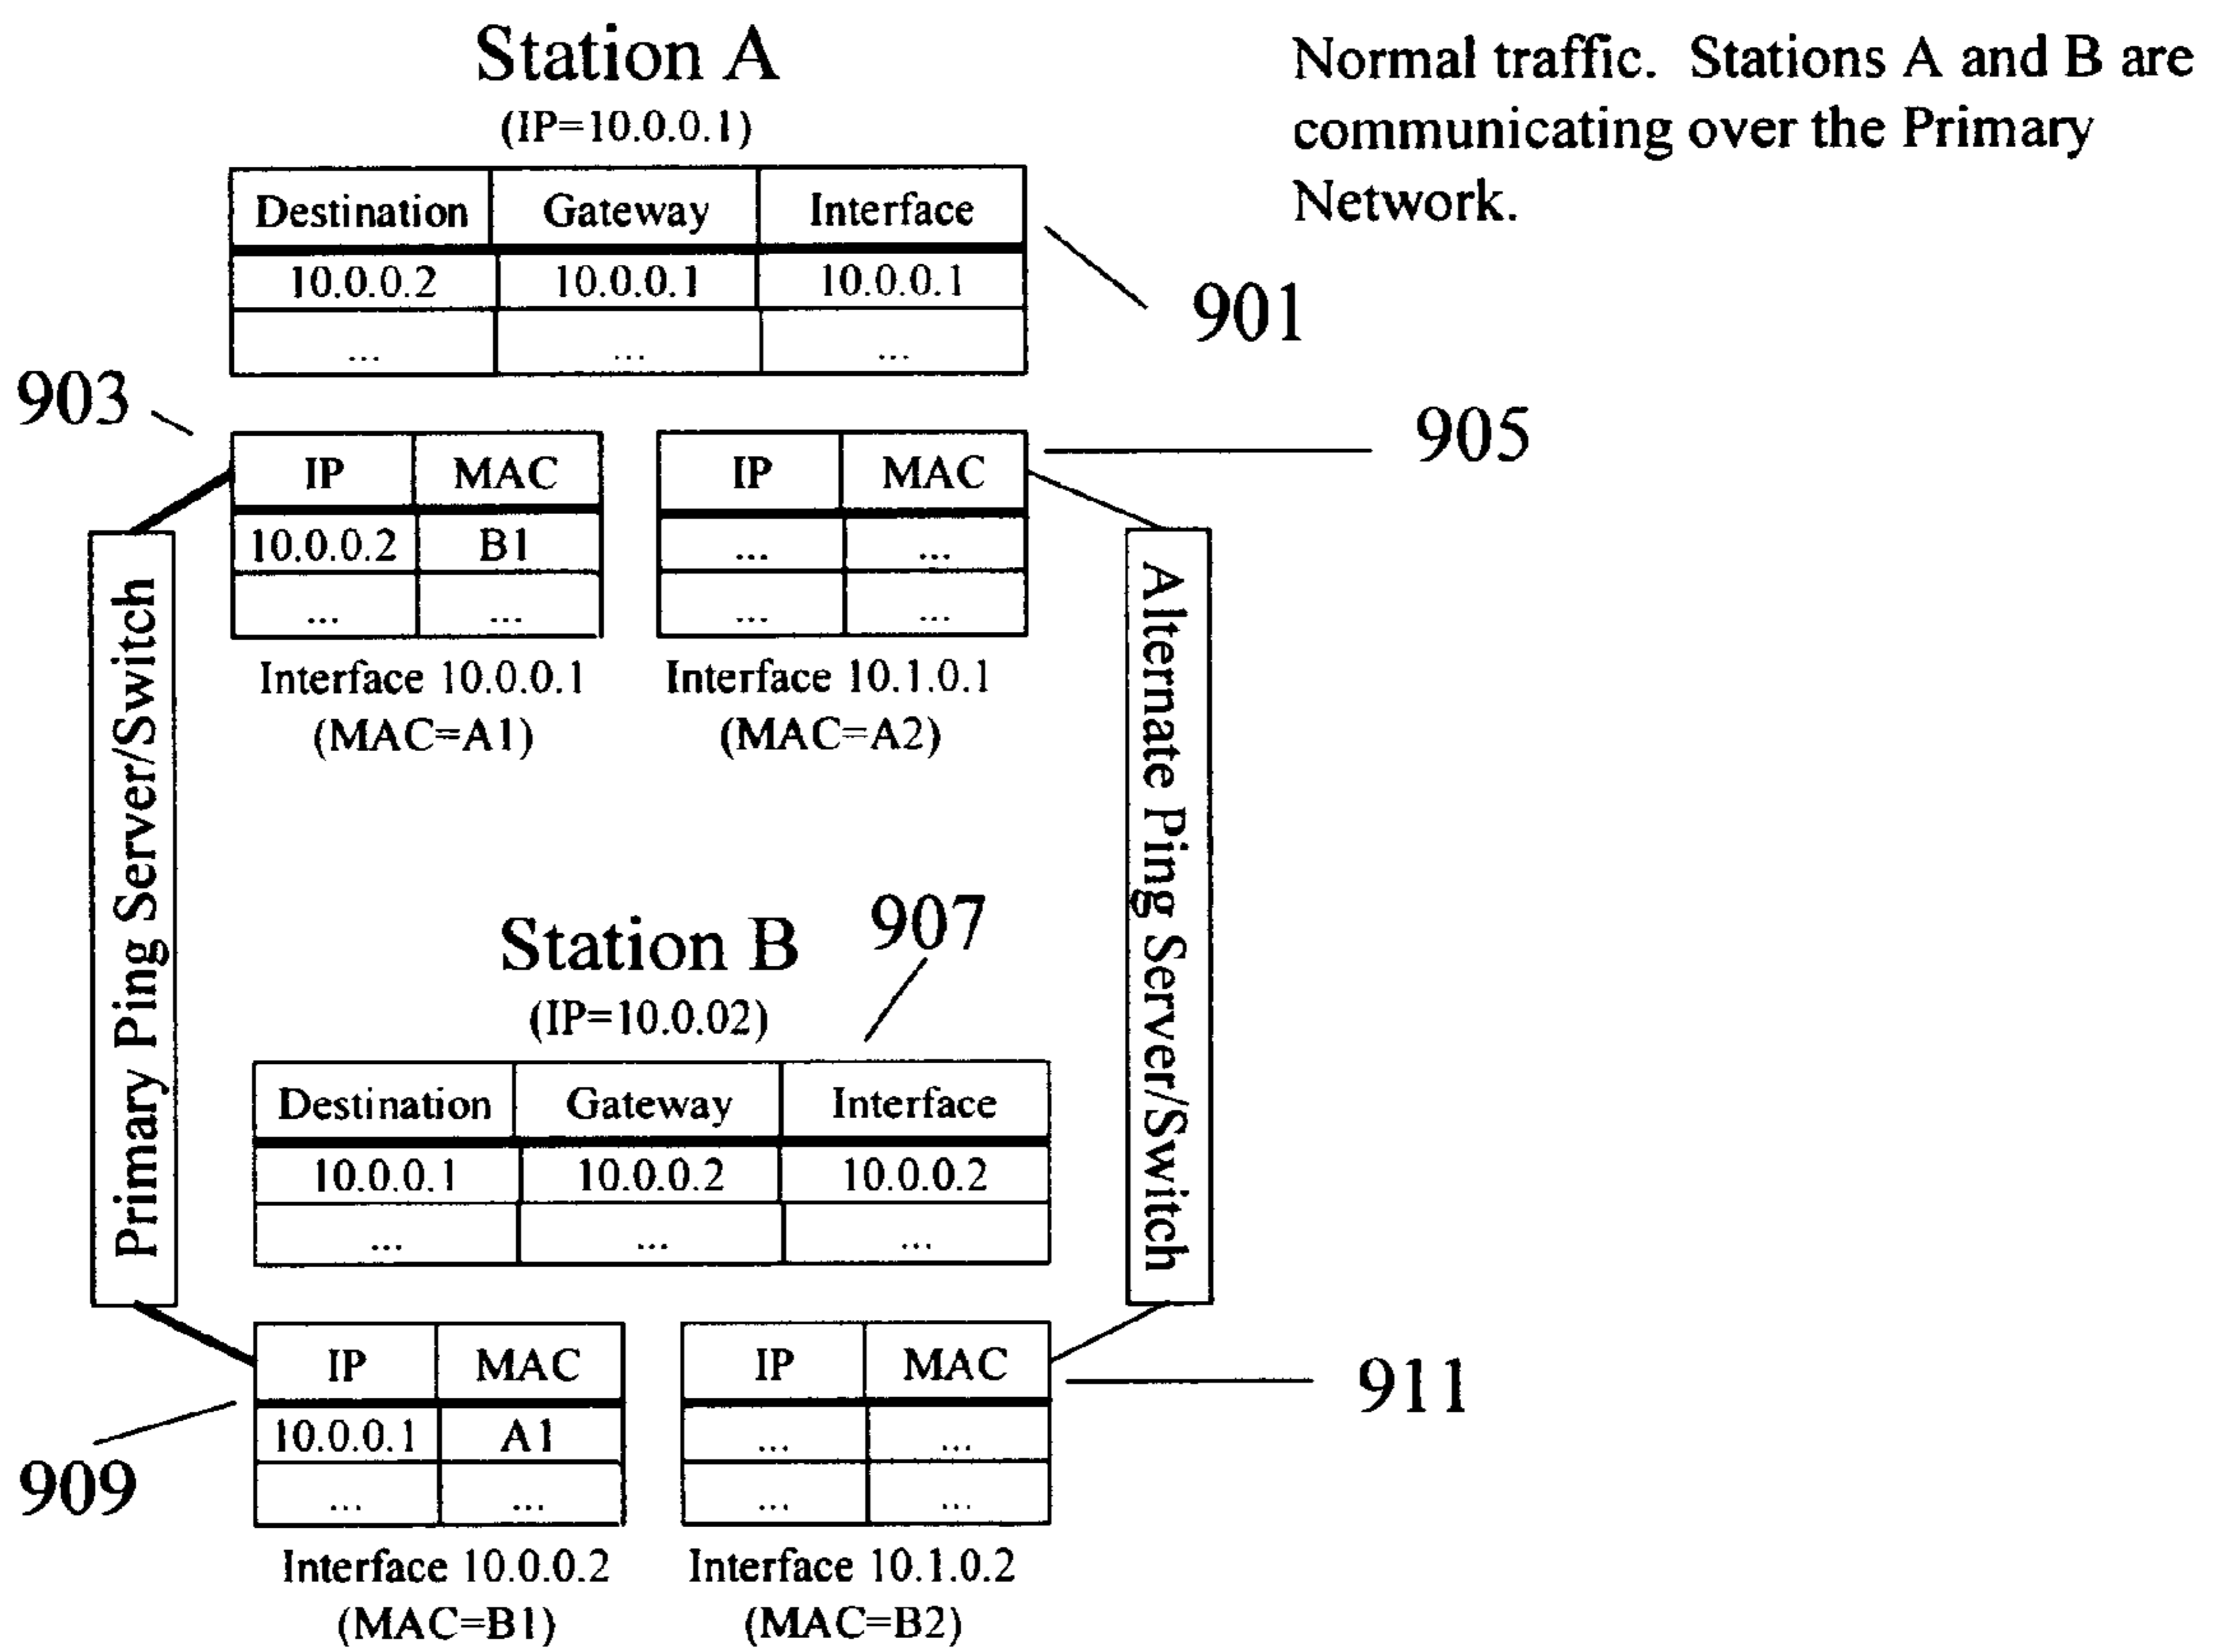 Station A
(IP=10.0.0.1)
Normal traffic. Stations A and B are
communicating over the Primary
Network.
Destination Gateway Interface
10.0.0.2 10.0.0.1 10.0.0.1
... ... ...
901
903
905
IP MAC
10.0.0.2 B1
... ...
Interface 10.0.0.1
(MAC=A1)
IP MAC
... ...
... ...
Interface 10.1.0.1
(MAC=A2)
Primary Ping Server/Switch
Alternate Ping Server/Switch
Station B
(IP=10.0.02)
907
Destination Gateway Interface
10.0.0.1 10.0.0.2 10.0.0.2
... ... ...
IP MAC
10.0.0.1 A1
... ...
Interface 10.0.0.2
(MAC=B1)
909
IP MAC
... ...
... ...
Interface 10.1.0.2
(MAC=B2)
911